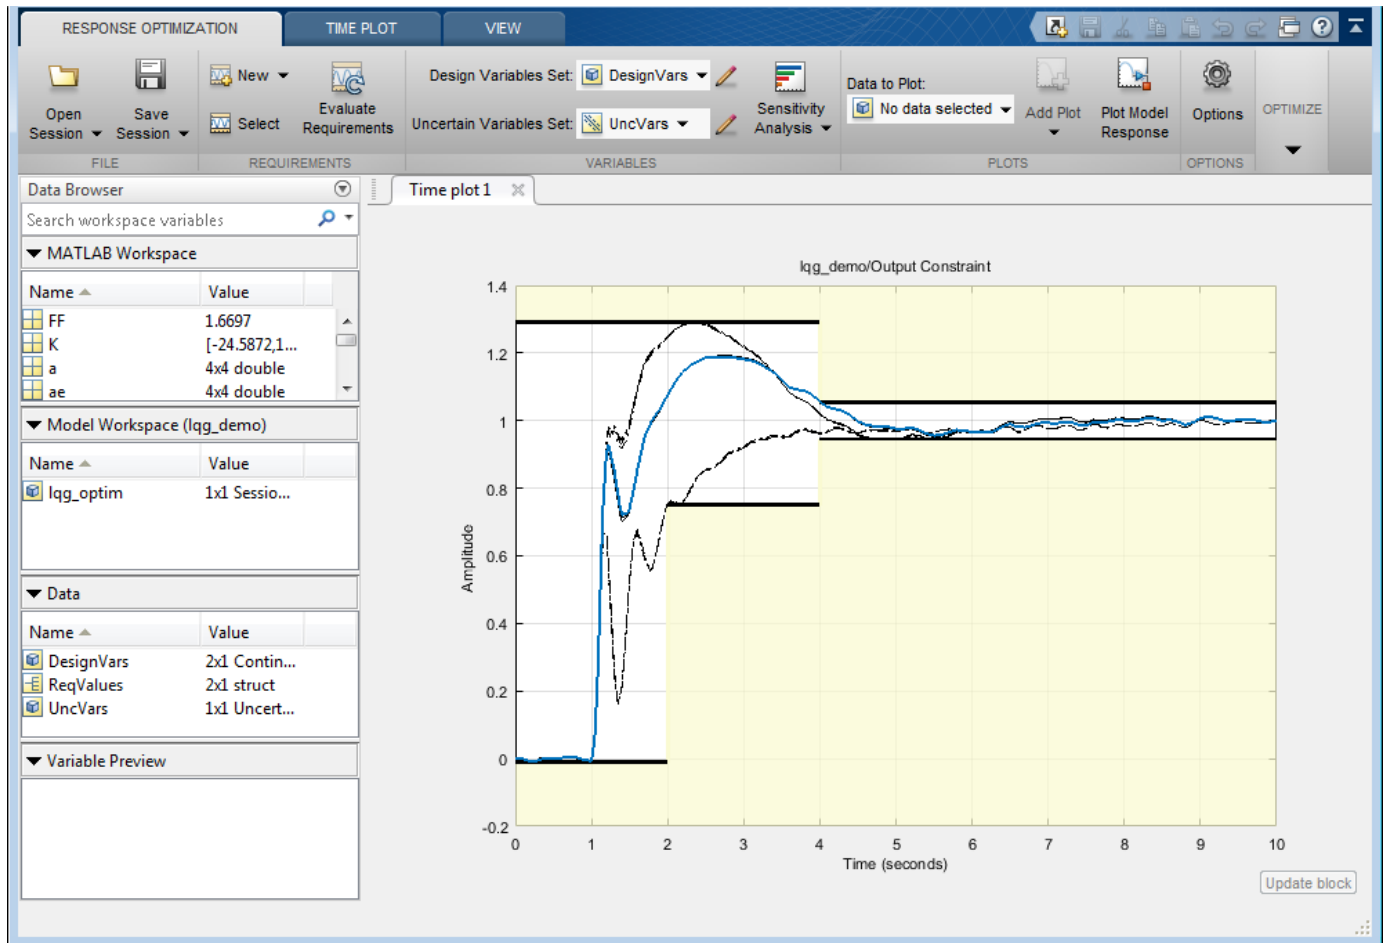 RESPONSE OPTIMIZATION TIME PLOT VIEW
Open Session
Save Session
New
Select
Evaluate Requirements
Design Variables Set: DesignVars
Uncertain Variables Set: UncVars
Sensitivity Analysis
Data to Plot:
No data selected
Add Plot
Plot Model Response
Options
OPTIMIZE
FILE REQUIREMENTS VARIABLES PLOTS OPTIONS
Data Browser
Search workspace variables
MATLAB Workspace
Name Value
FF 1.6697
K [-24.5872,1...
a 4x4 double
ae 4x4 double
Model Workspace (lqg_demo)
Name Value
lqg_optim 1x1 Sessio...
Data
Name Value
DesignVars 2x1 Contin...
ReqValues 2x1 struct
UncVars 1x1 Uncert...
Variable Preview
Time plot 1
lqg_demo/Output Constraint
1.4
1.2
1
0.8
0.6
0.4
0.2
0
-0.2
Amplitude
0 1 2 3 4 5 6 7 8 9 10
Time (seconds)
Update block